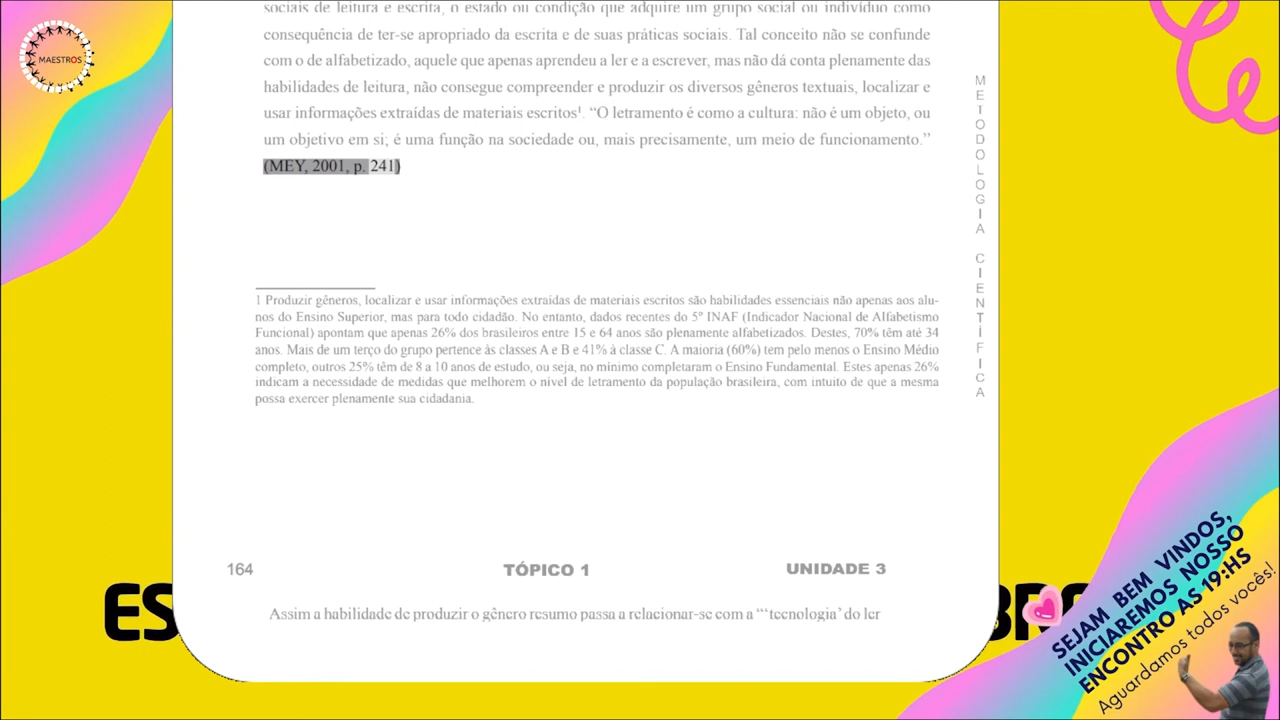 MAESTROS
sociais de leitura e escrita, o estado ou condição que adquire um grupo social ou indivíduo como
consequência de ter-se apropriado da escrita e de suas práticas sociais. Tal conceito não se confunde
com o de alfabetizado, aquele que apenas aprendeu a ler e a escrever, mas não dá conta plenamente das
habilidades de leitura, não consegue compreender e produzir os diversos gêneros textuais, localizar e
usar informações extraídas de materiais escritos¹. “O letramento é como a cultura: não é um objeto, ou
um objetivo em si; é uma função na sociedade ou, mais precisamente, um meio de funcionamento.”
(MEY, 2001, p. 241)
METODOLOGIA CIENTÍFICA
1 Produzir gêneros, localizar e usar informações extraídas de materiais escritos são habilidades essenciais não apenas aos alu-
nos do Ensino Superior, mas para todo cidadão. No entanto, dados recentes do 5º INAF (Indicador Nacional de Alfabetismo
Funcional) apontam que apenas 26% dos brasileiros entre 15 e 64 anos são plenamente alfabetizados. Destes, 70% têm até 34
anos. Mais de um terço do grupo pertence às classes A e B e 41% à classe C. A maioria (60%) tem pelo menos o Ensino Médio
completo, outros 25% têm de 8 a 10 anos de estudo, ou seja, no mínimo completaram o Ensino Fundamental. Estes apenas 26%
indicam a necessidade de medidas que melhorem o nível de letramento da população brasileira, com intuito de que a mesma
possa exercer plenamente sua cidadania.
164 TÓPICO 1 UNIDADE 3
Assim a habilidade de produzir o gênero resumo passa a relacionar-se com a “‘tecnologia’ do ler
ES
SEJAM BEM VINDOS,
INICIAREMOS NOSSO
ENCONTRO AS 19:HS
Aguardamos todos vocês!